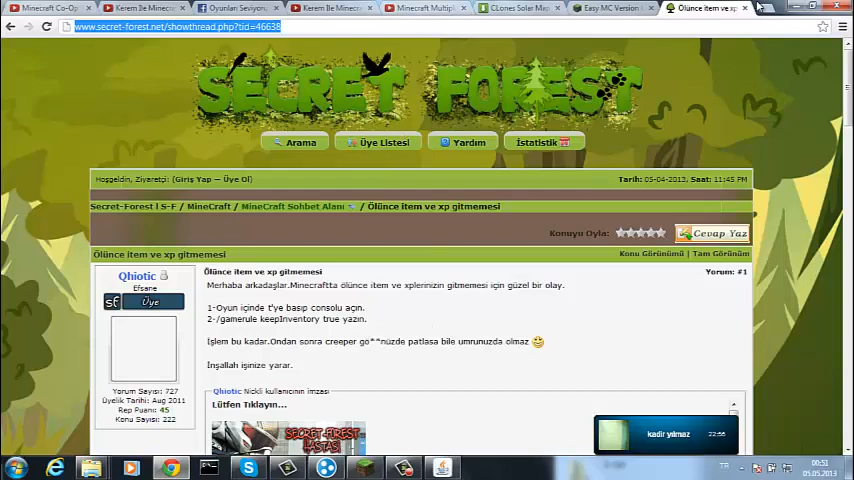 Minecraft Co-Op
Kerem İle Minecr
Oyunları Seviyon
Kerem İle Minec
Minecraft Multipl
CLones Solar Map
Easy MC Version
Ölünce item ve xp
www.secret-forest.net/showthread.php?tid=46638
SECRET FOREST
Arama
Üye Listesi
Yardım
İstatistik
Hoşgeldin, Ziyaretçi: (Giriş Yap — Üye Ol)
Tarih: 05-04-2013, Saat: 11:45 PM
Secret-Forest l S-F / MineCraft / MineCraft Sohbet Alanı / Ölünce item ve xp gitmemesi
Konuyu Oyla:
Cevap Yaz
Ölünce item ve xp gitmemesi
Konu Görünümü | Tam Görünüm
Qhiotic
Efsane
sf Üye
Yorum Sayısı: 727
Üyelik Tarihi: Aug 2011
Rep Puanı: 45
Konu Sayısı: 222
Ölünce item ve xp gitmemesi
Yorum: #1
Merhaba arkadaşlar.Minecraftta ölünce item ve xplerinizin gitmemesi için güzel bir olay.
1-Oyun içinde t'ye basıp consolu açın.
2-/gamerule keepInventory true yazın.
İşlem bu kadar.Ondan sonra creeper go**nüzde patlasa bile umrunuzda olmaz
İnşallah işinize yarar.
Qhiotic Nickli kullanıcının imzası
Lütfen Tıklayın...
SECRET-FOREST
HASTASI
kadir yılmaz
22:56
TR
00:51
05.05.2013